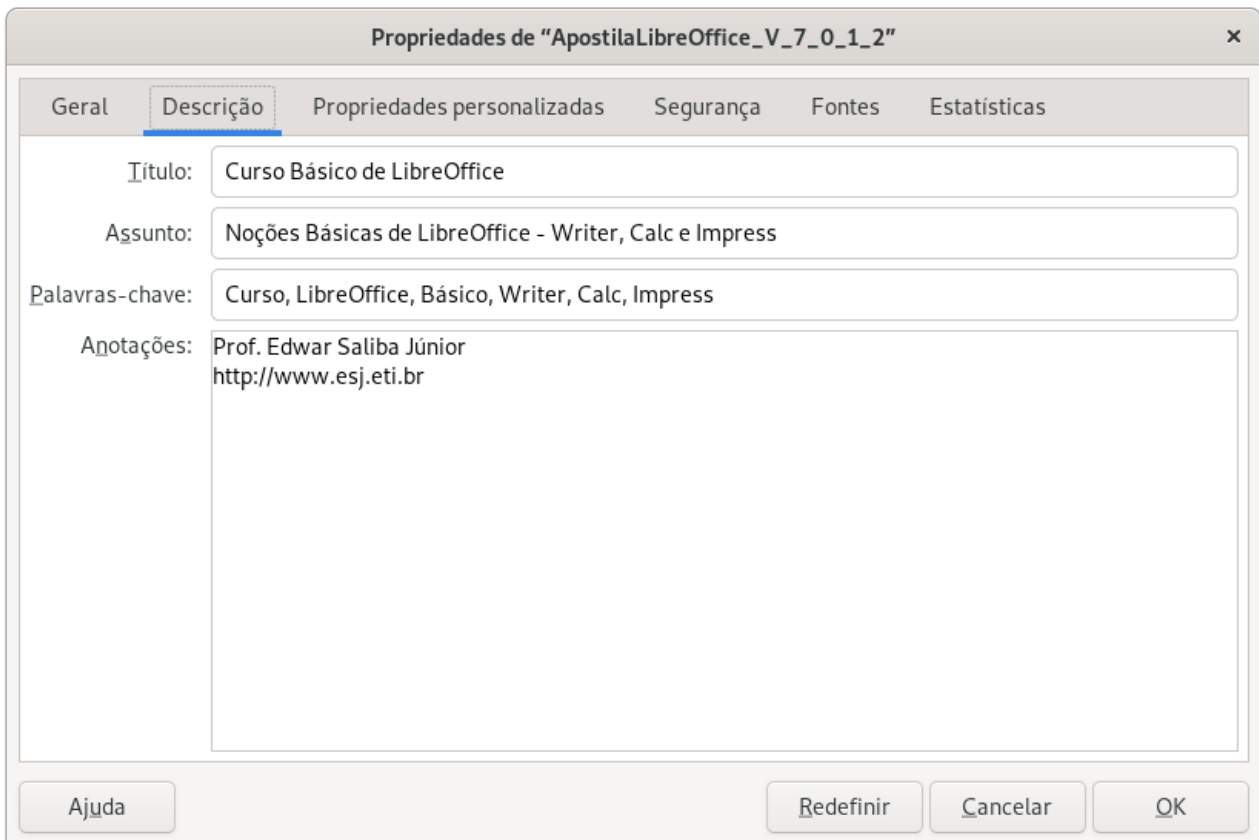 Propriedades de “ApostilaLibreOffice_V_7_0_1_2” ×
Geral Descrição Propriedades personalizadas Segurança Fontes Estatísticas
Título: Curso Básico de LibreOffice
Assunto: Noções Básicas de LibreOffice - Writer, Calc e Impress
Palavras-chave: Curso, LibreOffice, Básico, Writer, Calc, Impress
Anotações: Prof. Edwar Saliba Júnior
http://www.esj.eti.br
Ajuda Redefinir Cancelar OK